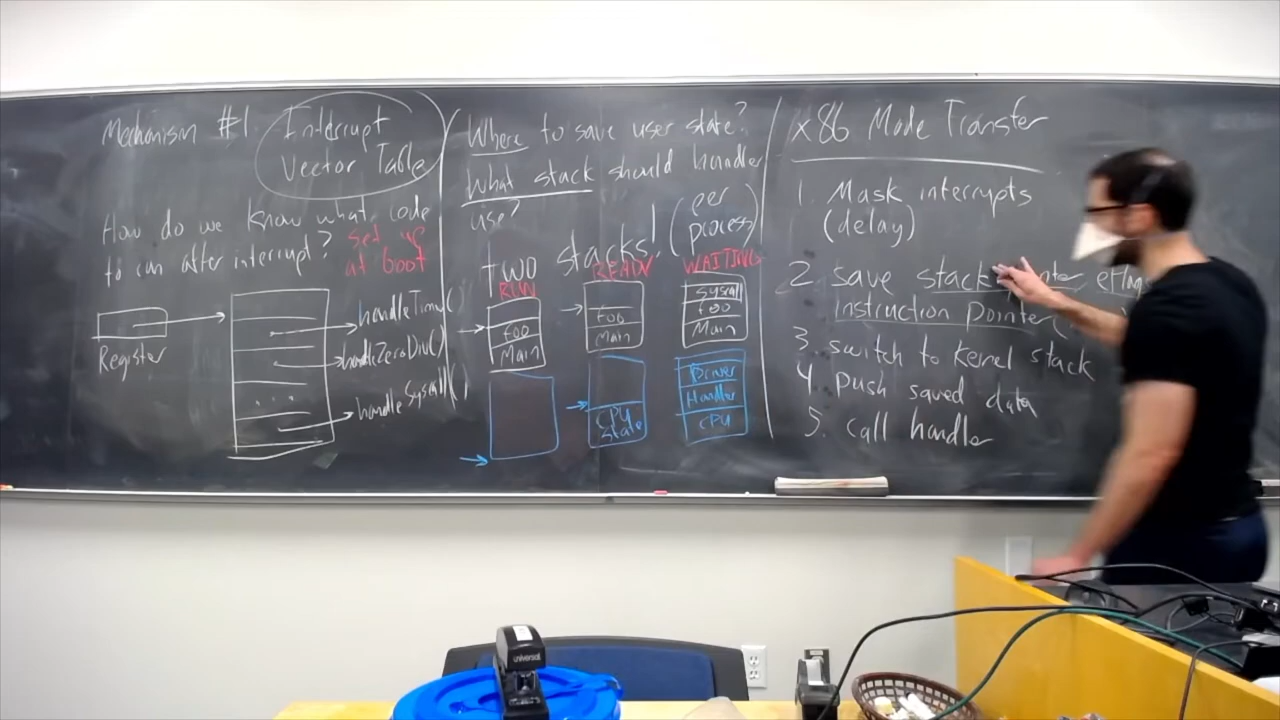 Mechanism #1
Interrupt
Vector Table
How do we know what code
to run after interrupt?
set up
at boot
Register
handleTimer()
handleZeroDiv()
...
handleSyscall()
Where to save user state?
What stack should handler
use?
Two stacks! (per
process)
RUN
foo
Main
READY
foo
Main
CPU
State
WAITING
syscall
foo
Main
Driver
Handler
CPU
x86 Mode Transfer
1. Mask interrupts
(delay)
2. save stack
instruction pointer
3. switch to kernel stack
4. push saved data
5. call handler
universal